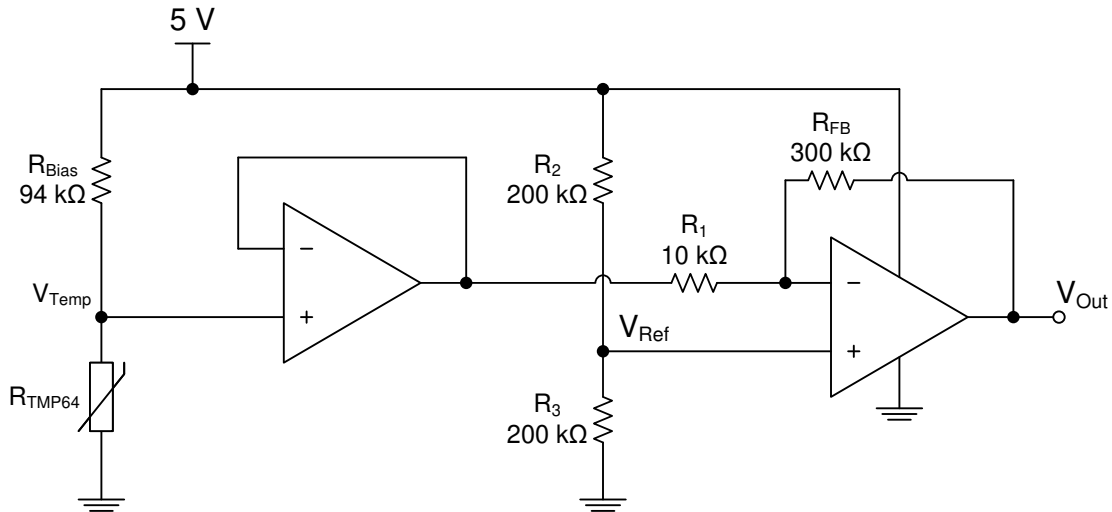 5 V
R_Bias
94 kΩ
V_Temp
R_TMP64
−
+
R_2
200 kΩ
V_Ref
R_3
200 kΩ
R_1
10 kΩ
R_FB
300 kΩ
−
+
V_Out